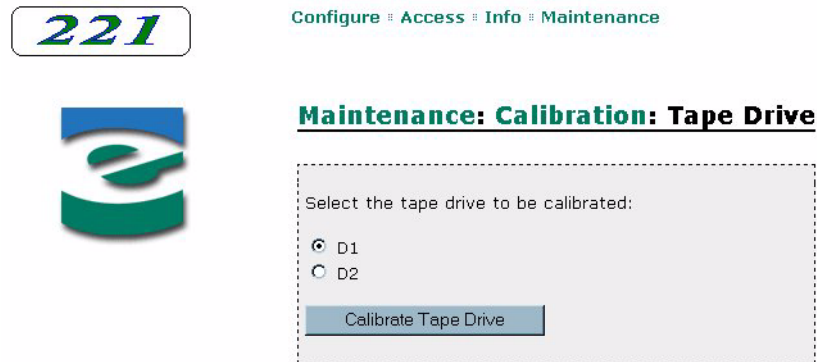 221
Configure :: Access :: Info :: Maintenance
Maintenance: Calibration: Tape Drive
Select the tape drive to be calibrated:
D1
D2
Calibrate Tape Drive